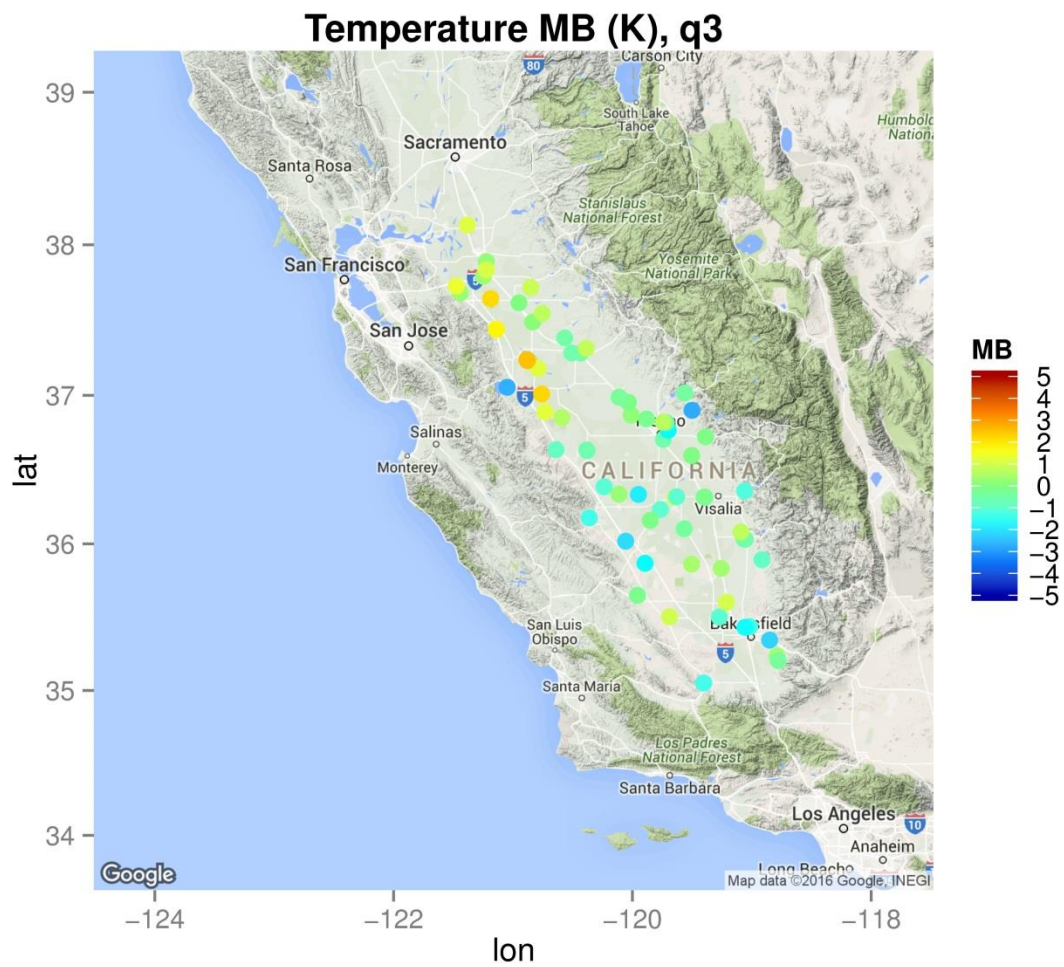 Temperature MB (K), q3
Carson City
80
39
South Lake
Tahoe
Humbol
Nation
Sacramento
Santa Rosa
Stanislaus
National Forest
38
Yosemite
National Park
San Francisco
5
San Jose
MB
5
4
3
2
1
0
−1
−2
−3
−4
−5
37
5
Salinas
Monterey
CALIFORNIA
Visalia
lat
36
San Luis
Obispo
5
35
Santa Maria
Los Padres
National Forest
Santa Barbara
Los Angeles
10
34
Anaheim
Long Beach
Google
Map data ©2016 Google, INEGI
−124
−122
−120
−118
lon